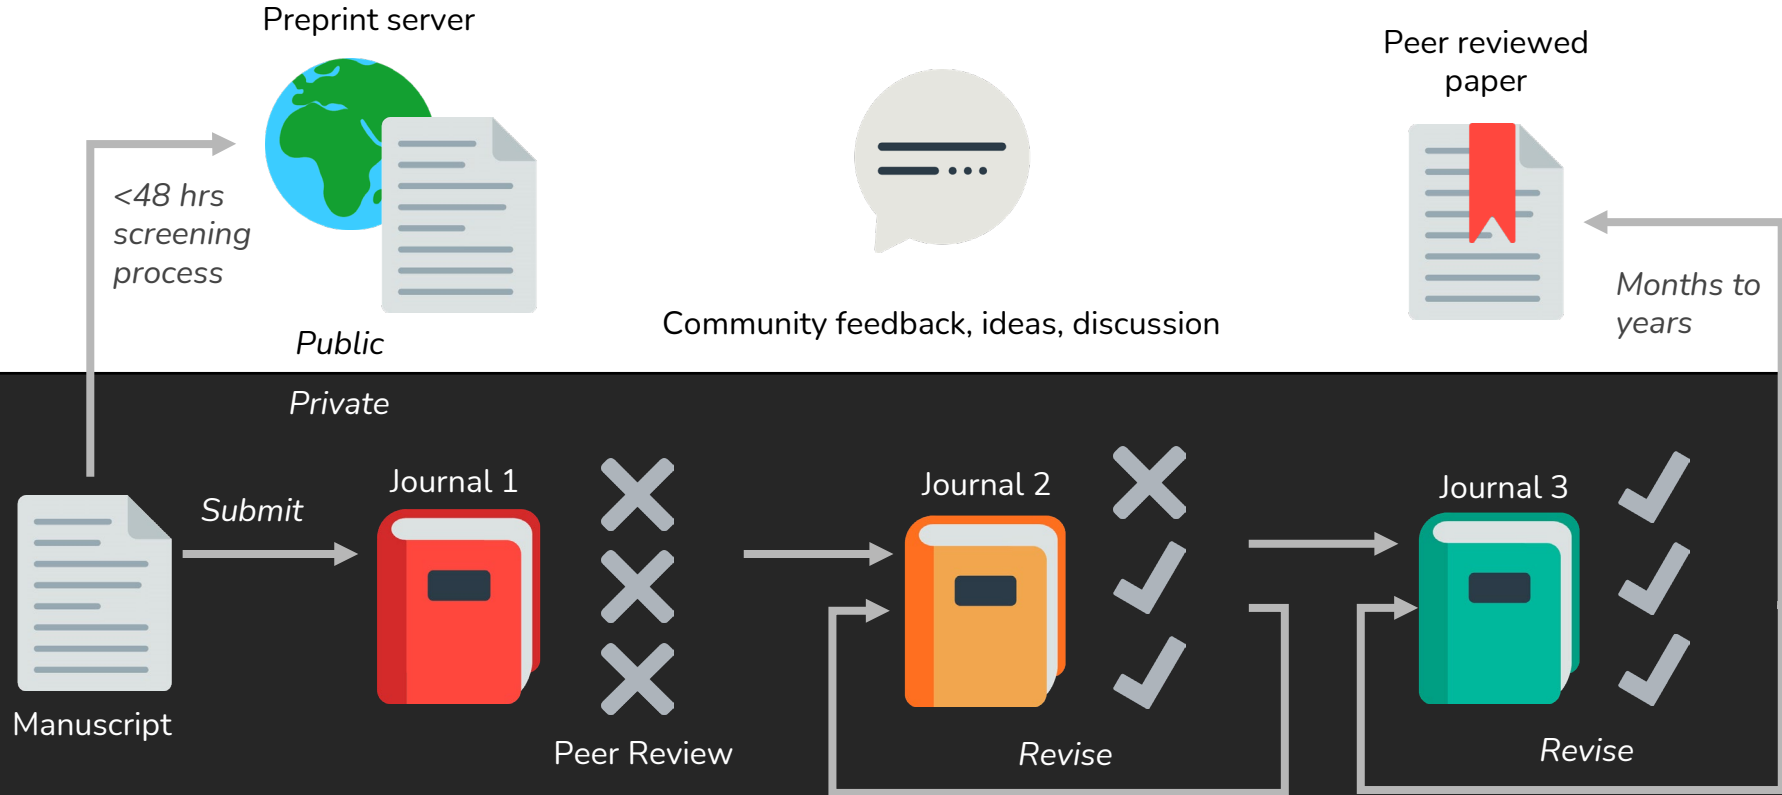 Preprint server
Peer reviewed
paper
<48 hrs
screening
process
Community feedback, ideas, discussion
Months to
years
Public
Private
Submit
Journal 1
Journal 2
Journal 3
Manuscript
Peer Review
Revise
Revise